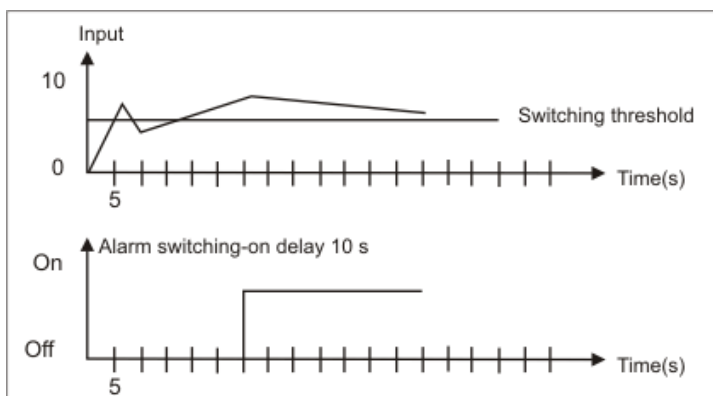 Input
10
Switching threshold
0
Time(s)
5
Alarm switching-on delay 10 s
On
Off
Time(s)
5